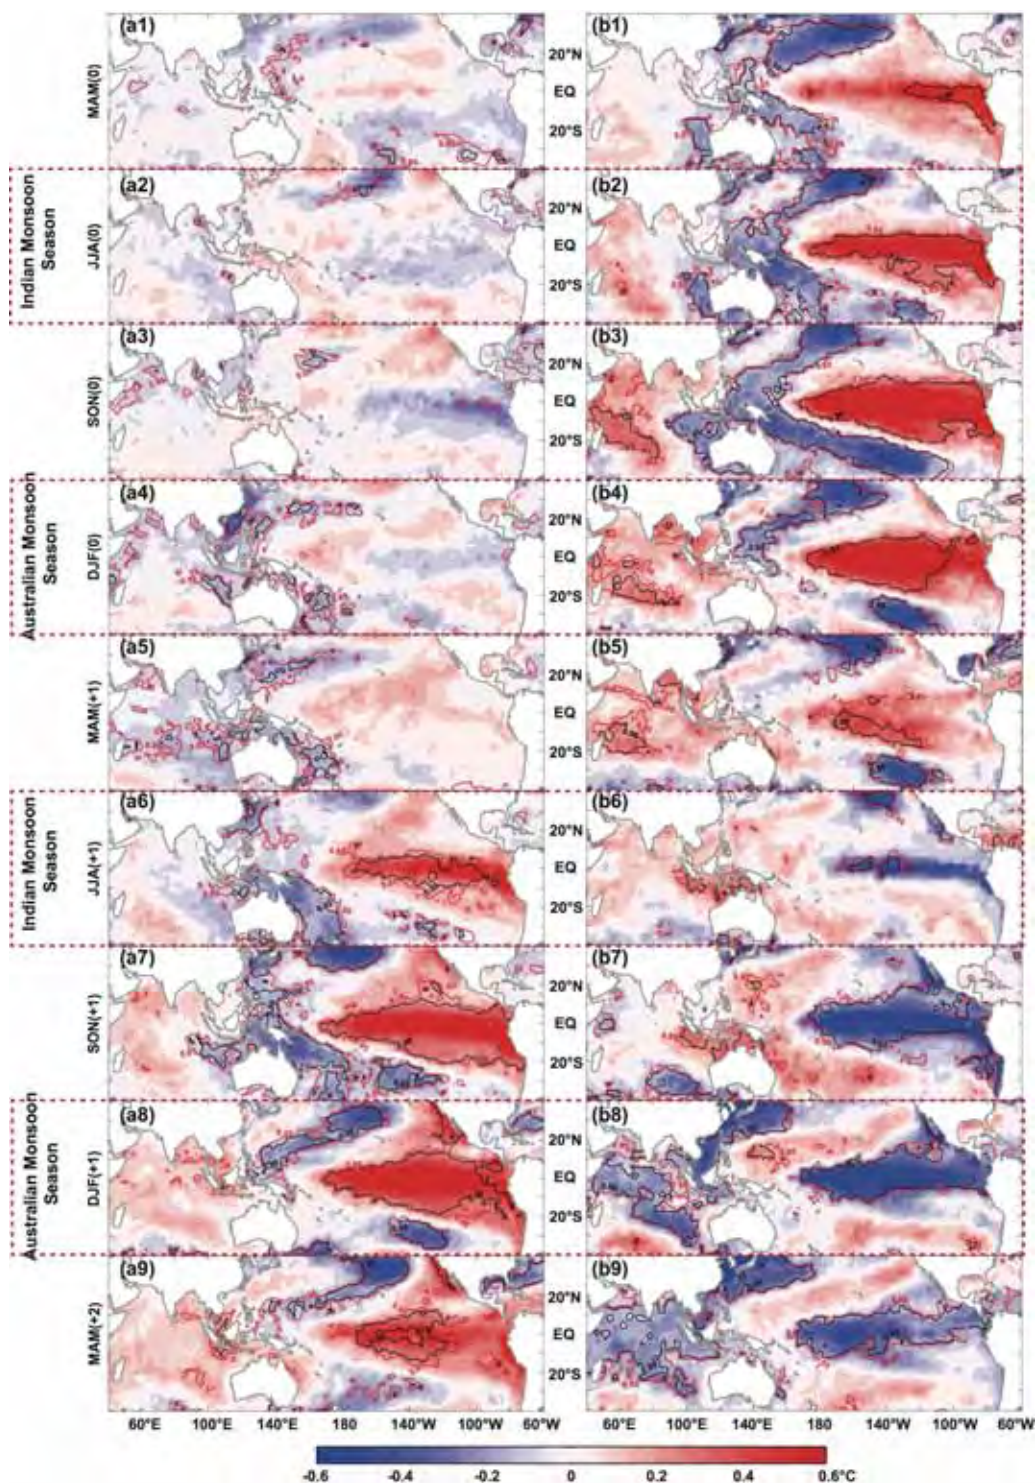 (a1) (b1)
MAM(0)
20°N
EQ
20°S
Indian Monsoon
Season
JJA(0)
(a2) (b2)
20°N
EQ
20°S
SON(0)
(a3) (b3)
20°N
EQ
20°S
Australian Monsoon
Season
DJF(0)
(a4) (b4)
20°N
EQ
20°S
MAM(+1)
(a5) (b5)
20°N
EQ
20°S
Indian Monsoon
Season
JJA(+1)
(a6) (b6)
20°N
EQ
20°S
SON(+1)
(a7) (b7)
20°N
EQ
20°S
Australian Monsoon
Season
DJF(+1)
(a8) (b8)
20°N
EQ
20°S
MAM(+2)
(a9) (b9)
20°N
EQ
20°S
60°E 100°E 140°E 180 140°W 100°W 60°W 60°E 100°E 140°E 180 140°W 100°W 60°W
-0.6 -0.4 -0.2 0 0.2 0.4 0.6°C